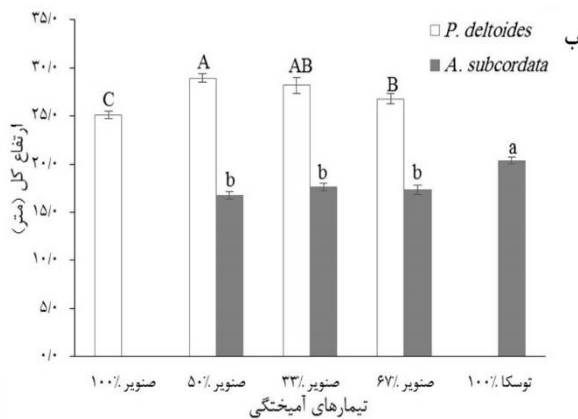 ب
P. deltoides
A. subcordata
ارتفاع کل (متر)
۳۵/۰
۳۰/۰
۲۵/۰
۲۰/۰
۱۵/۰
۱۰/۰
۵/۰
۰/۰
C
A
b
AB
b
B
b
a
۱۰۰٪ صنوبر
۵۰٪ صنوبر
۳۳٪ صنوبر
۶۷٪ صنوبر
۱۰۰٪ توسکا
تیمارهای آمیختگی